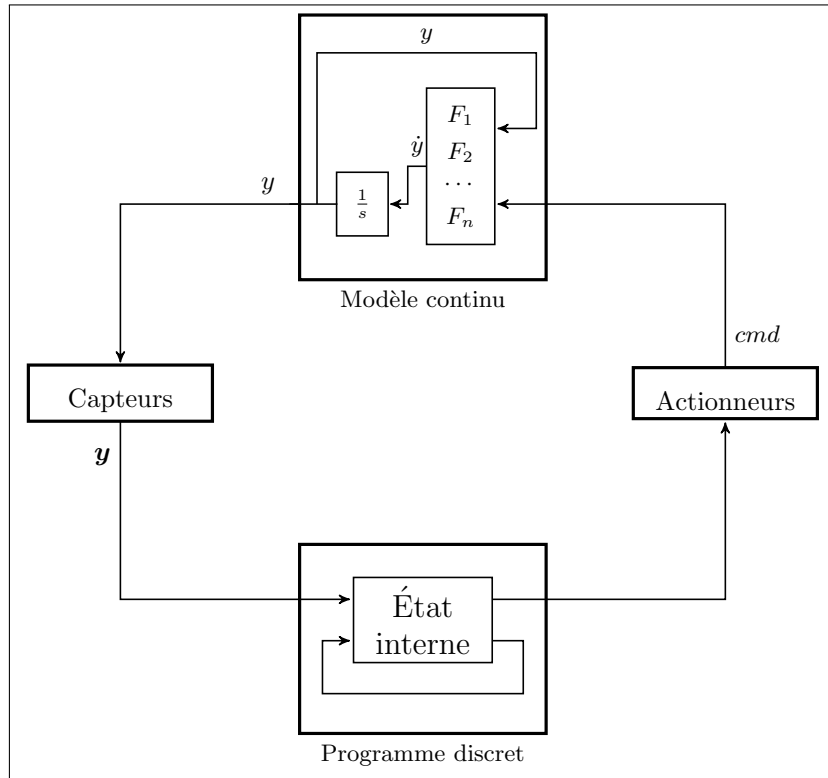 y
F₁
ẏ
F₂
...
y
1/s
Fₙ
Modèle continu
cmd
Capteurs
Actionneurs
y
État
interne
Programme discret